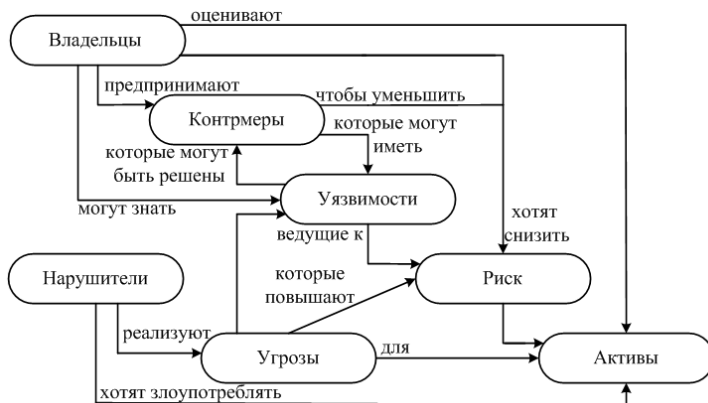 оценивают
Владельцы
предпринимают
чтобы уменьшить
Контрмеры
которые могут
иметь
которые могут
быть решены
Уязвимости
могут знать
хотят
снизить
ведущие к
Нарушители
которые
повышают
Риск
реализуют
Угрозы
для
Активы
хотят злоупотреблять